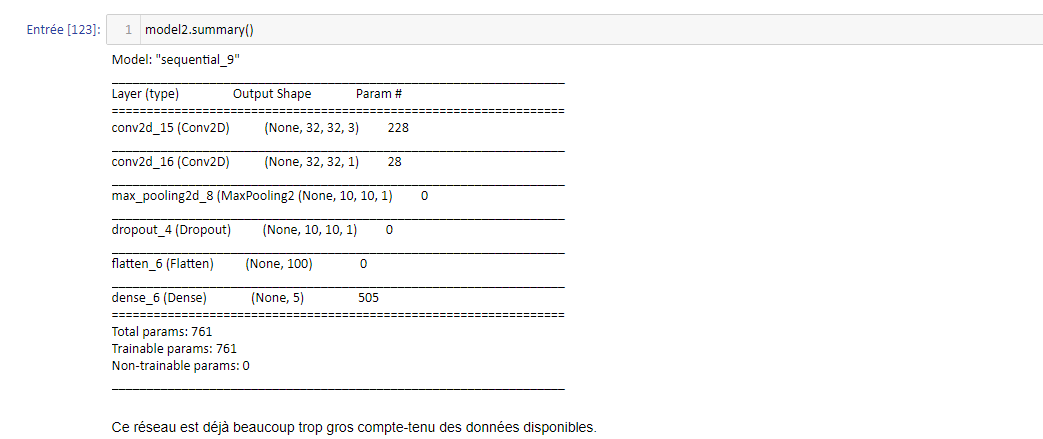 Entrée [123]: 1 model2.summary()
Model: "sequential_9"
_________________________________________________________________
Layer (type) Output Shape Param #
=================================================================
conv2d_15 (Conv2D) (None, 32, 32, 3) 228
_________________________________________________________________
conv2d_16 (Conv2D) (None, 32, 32, 1) 28
_________________________________________________________________
max_pooling2d_8 (MaxPooling2 (None, 10, 10, 1) 0
_________________________________________________________________
dropout_4 (Dropout) (None, 10, 10, 1) 0
_________________________________________________________________
flatten_6 (Flatten) (None, 100) 0
_________________________________________________________________
dense_6 (Dense) (None, 5) 505
=================================================================
Total params: 761
Trainable params: 761
Non-trainable params: 0
_________________________________________________________________
Ce réseau est déjà beaucoup trop gros compte-tenu des données disponibles.